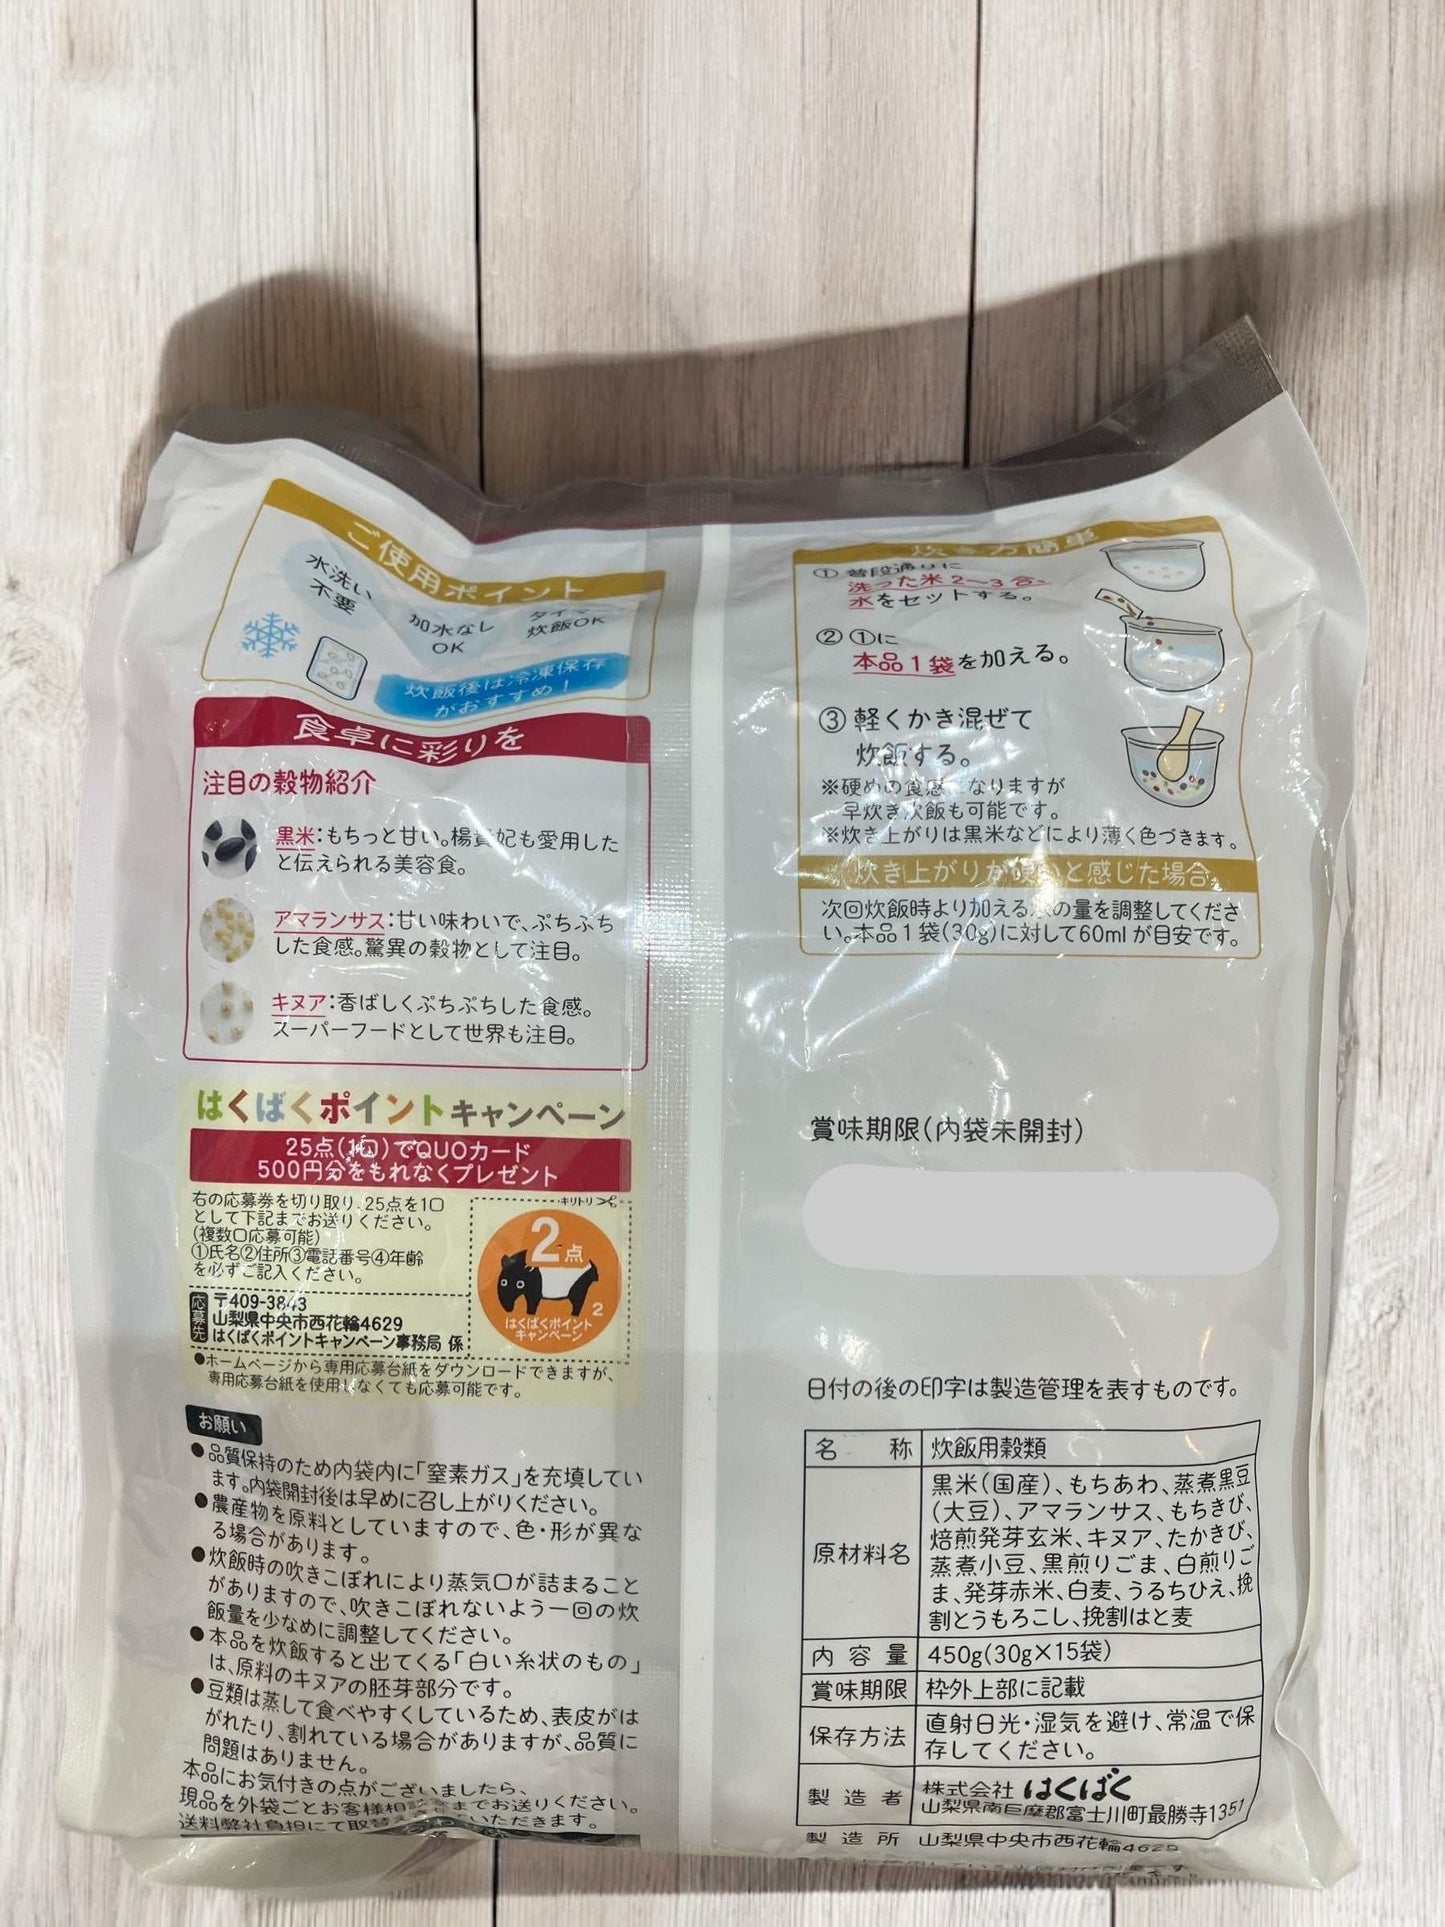 ご使用ポイント
水洗い
不要
加水なし
OK
タイマー
炊飯OK
炊飯後は冷凍保存
がおすすめ!
食卓に彩りを
注目の穀物紹介
黒米:もちっと甘い。楊貴妃も愛用した
と伝えられる美容食。
アマランサス:甘い味わいで、ぷちぷち
した食感。驚異の穀物として注目。
キヌア:香ばしくぷちぷちした食感。
スーパーフードとして世界も注目。
はくばくポイントキャンペーン
25点(1口)でQUOカード
500円分をもれなくプレゼント
右の応募券を切り取り、25点を1口
として下記までお送りください。
(複数口応募可能)
①氏名②住所③電話番号④年齢
を必ずご記入ください。
応募先
〒409-3843
山梨県中央市西花輪4629
はくばくポイントキャンペーン事務局 係
キリトリ
2点
2
はくばくポイント
キャンペーン
●ホームページから専用応募台紙をダウンロードできますが、
専用応募台紙を使用しなくても応募可能です。
お願い
●品質保持のため内袋内に「窒素ガス」を充填してい
ます。内袋開封後は早めに召し上がりください。
●農産物を原料としていますので、色・形が異な
る場合があります。
●炊飯時の吹きこぼれにより蒸気口が詰まること
がありますので、吹きこぼれないよう一回の炊
飯量を少なめに調整してください。
●本品を炊飯すると出てくる「白い糸状のもの」
は、原料のキヌアの胚芽部分です。
●豆類は蒸して食べやすくしているため、表皮がは
がれたり、割れている場合がありますが、品質に
問題はありません。
本品にお気付きの点がございましたら、
現品を外袋ごとお客様相談室までお送りください。
送料弊社負担にて取替えいただきます。
炊き方簡単
①普段通りに
洗った米2〜3合、
水をセットする。
②①に
本品1袋を加える。
③軽くかき混ぜて
炊飯する。
※硬めの食感になりますが
早炊き炊飯も可能です。
※炊き上がりは黒米などにより薄く色づきます。
炊き上がりが硬いと感じた場合
次回炊飯時より加える水の量を調整してくださ
い。本品1袋(30g)に対して60mlが目安です。
賞味期限(内袋未開封)
日付の後の印字は製造管理を表すものです。
名称 炊飯用穀類
原材料名 黒米(国産)、もちあわ、蒸煮黒豆
(大豆)、アマランサス、もちきび、
焙煎発芽玄米、キヌア、たかきび、
蒸煮小豆、黒煎りごま、白煎りご
ま、発芽赤米、白麦、うるちひえ、挽
割とうもろこし、挽割はと麦
内容量 450g(30g×15袋)
賞味期限 枠外上部に記載
保存方法 直射日光・湿気を避け、常温で保
存してください。
製造者 株式会社 はくばく
山梨県南巨摩郡富士川町最勝寺1351
製造所 山梨県中央市西花輪4629